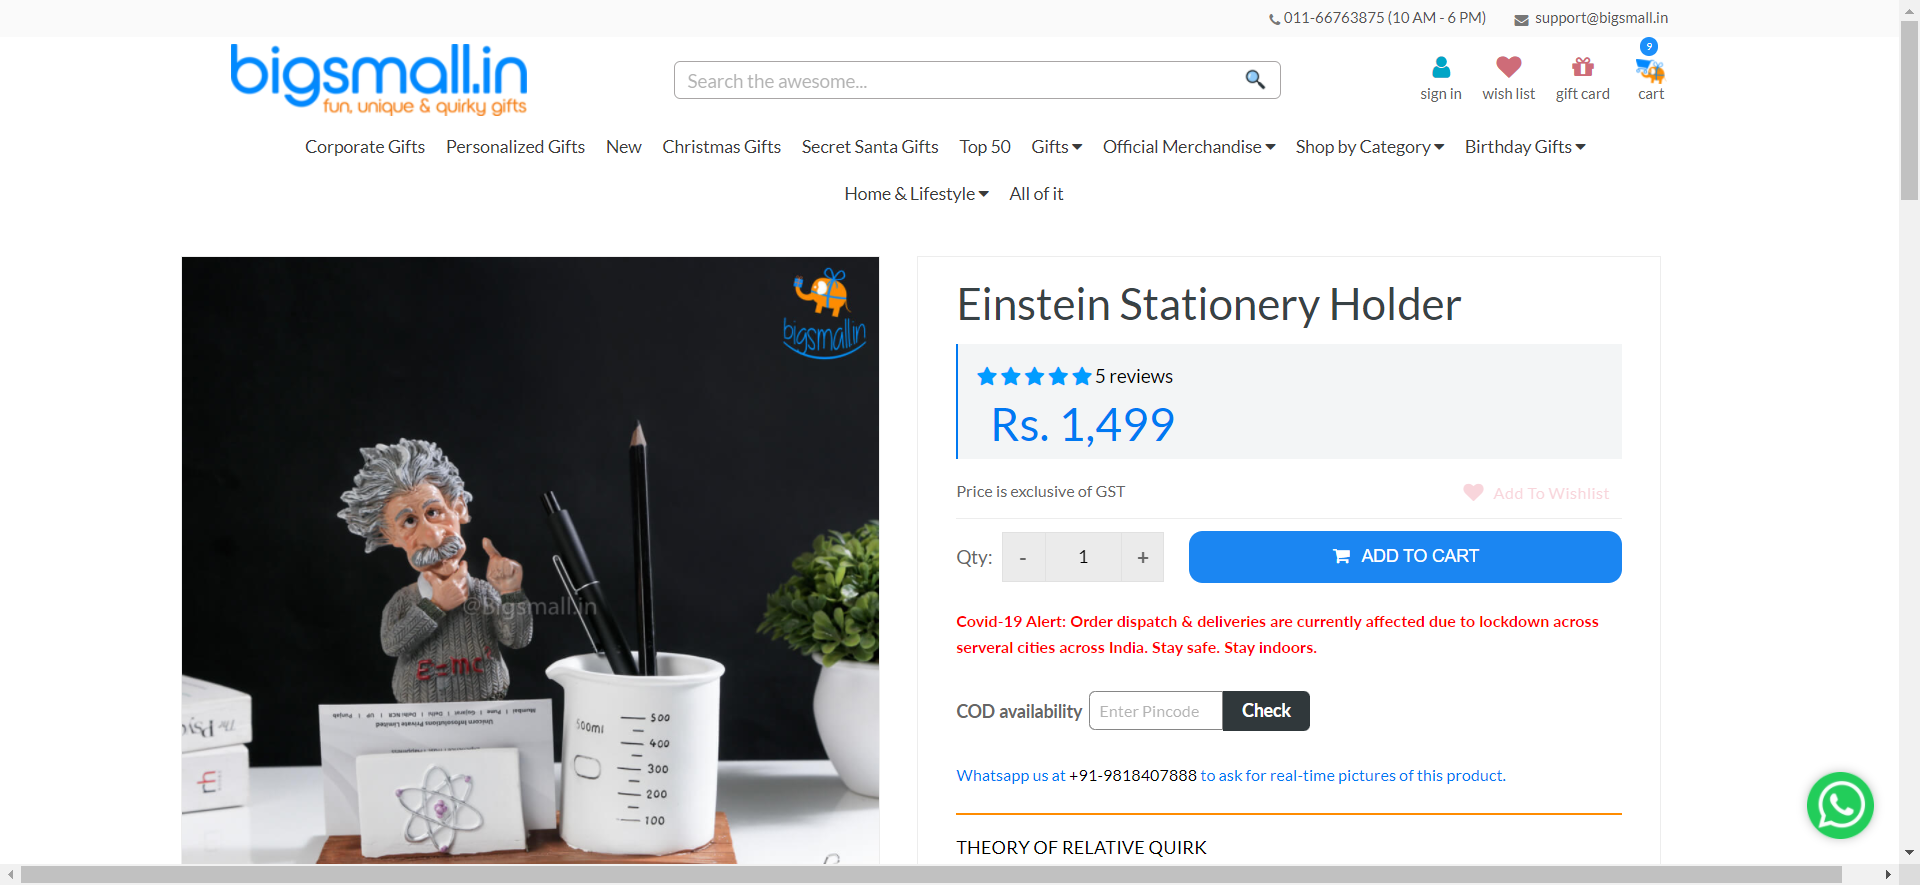 011-66763875 (10 AM - 6 PM) support@bigsmall.in
bigsmall.in
fun, unique & quirky gifts
Search the awesome...
9
sign in wish list gift card cart
Corporate Gifts Personalized Gifts New Christmas Gifts Secret Santa Gifts Top 50 Gifts Official Merchandise Shop by Category Birthday Gifts
Home & Lifestyle All of it
bigsmall.in
Einstein Stationery Holder
5 reviews
Rs. 1,499
Price is exclusive of GST Add To Wishlist
Qty: - 1 + ADD TO CART
@Bigsmall.in
Covid-19 Alert: Order dispatch & deliveries are currently affected due to lockdown across
serveral cities across India. Stay safe. Stay indoors.
E=mc²
COD availability Enter Pincode Check
Unicorn Infosolutions Private Limited
500ml
500
400
300
200
100
The
Whatsapp us at +91-9818407888 to ask for real-time pictures of this product.
THEORY OF RELATIVE QUIRK